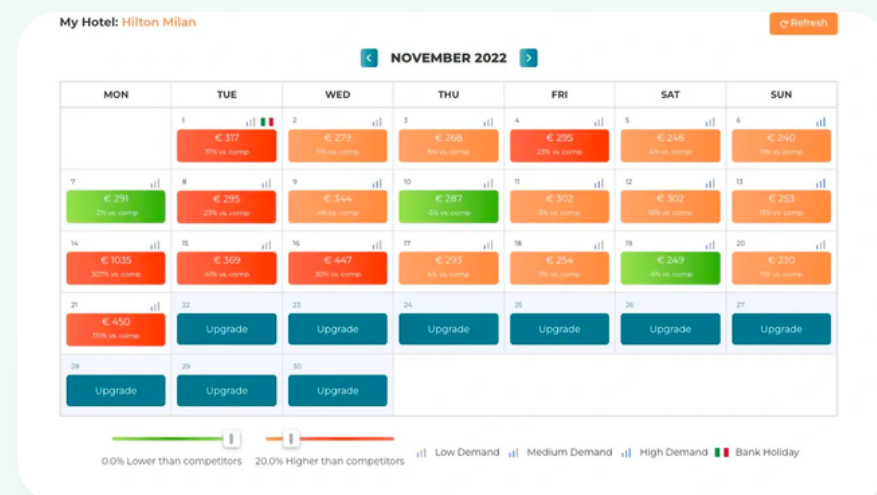 My Hotel: Hilton Milan
Refresh
NOVEMBER 2022
MON TUE WED THU FRI SAT SUN
1 2 3 4 5 6
€ 317 € 279 € 268 € 295 € 246 € 240
31% vs. comp 11% vs. comp 6% vs. comp 23% vs. comp 4% vs. comp 11% vs. comp
7 8 9 10 11 12 13
€ 291 € 295 € 344 € 287 € 302 € 302 € 253
-2% vs. comp 23% vs. comp 4% vs. comp -5% vs. comp 5% vs. comp vs. comp 13% vs. comp
14 15 16 17 18 19 20
€ 1035 € 369 € 447 € 293 € 254 € 249 € 230
307% vs. comp 41% vs. comp 30% vs. comp 6% vs. comp 1% vs. comp -6% vs. comp 11% vs. comp
21 22 23 24 25 26 27
€ 450 Upgrade Upgrade Upgrade Upgrade Upgrade Upgrade
vs. comp
28 29 30
Upgrade Upgrade Upgrade
0.0% Lower than competitors 20.0% Higher than competitors Low Demand Medium Demand High Demand Bank Holiday